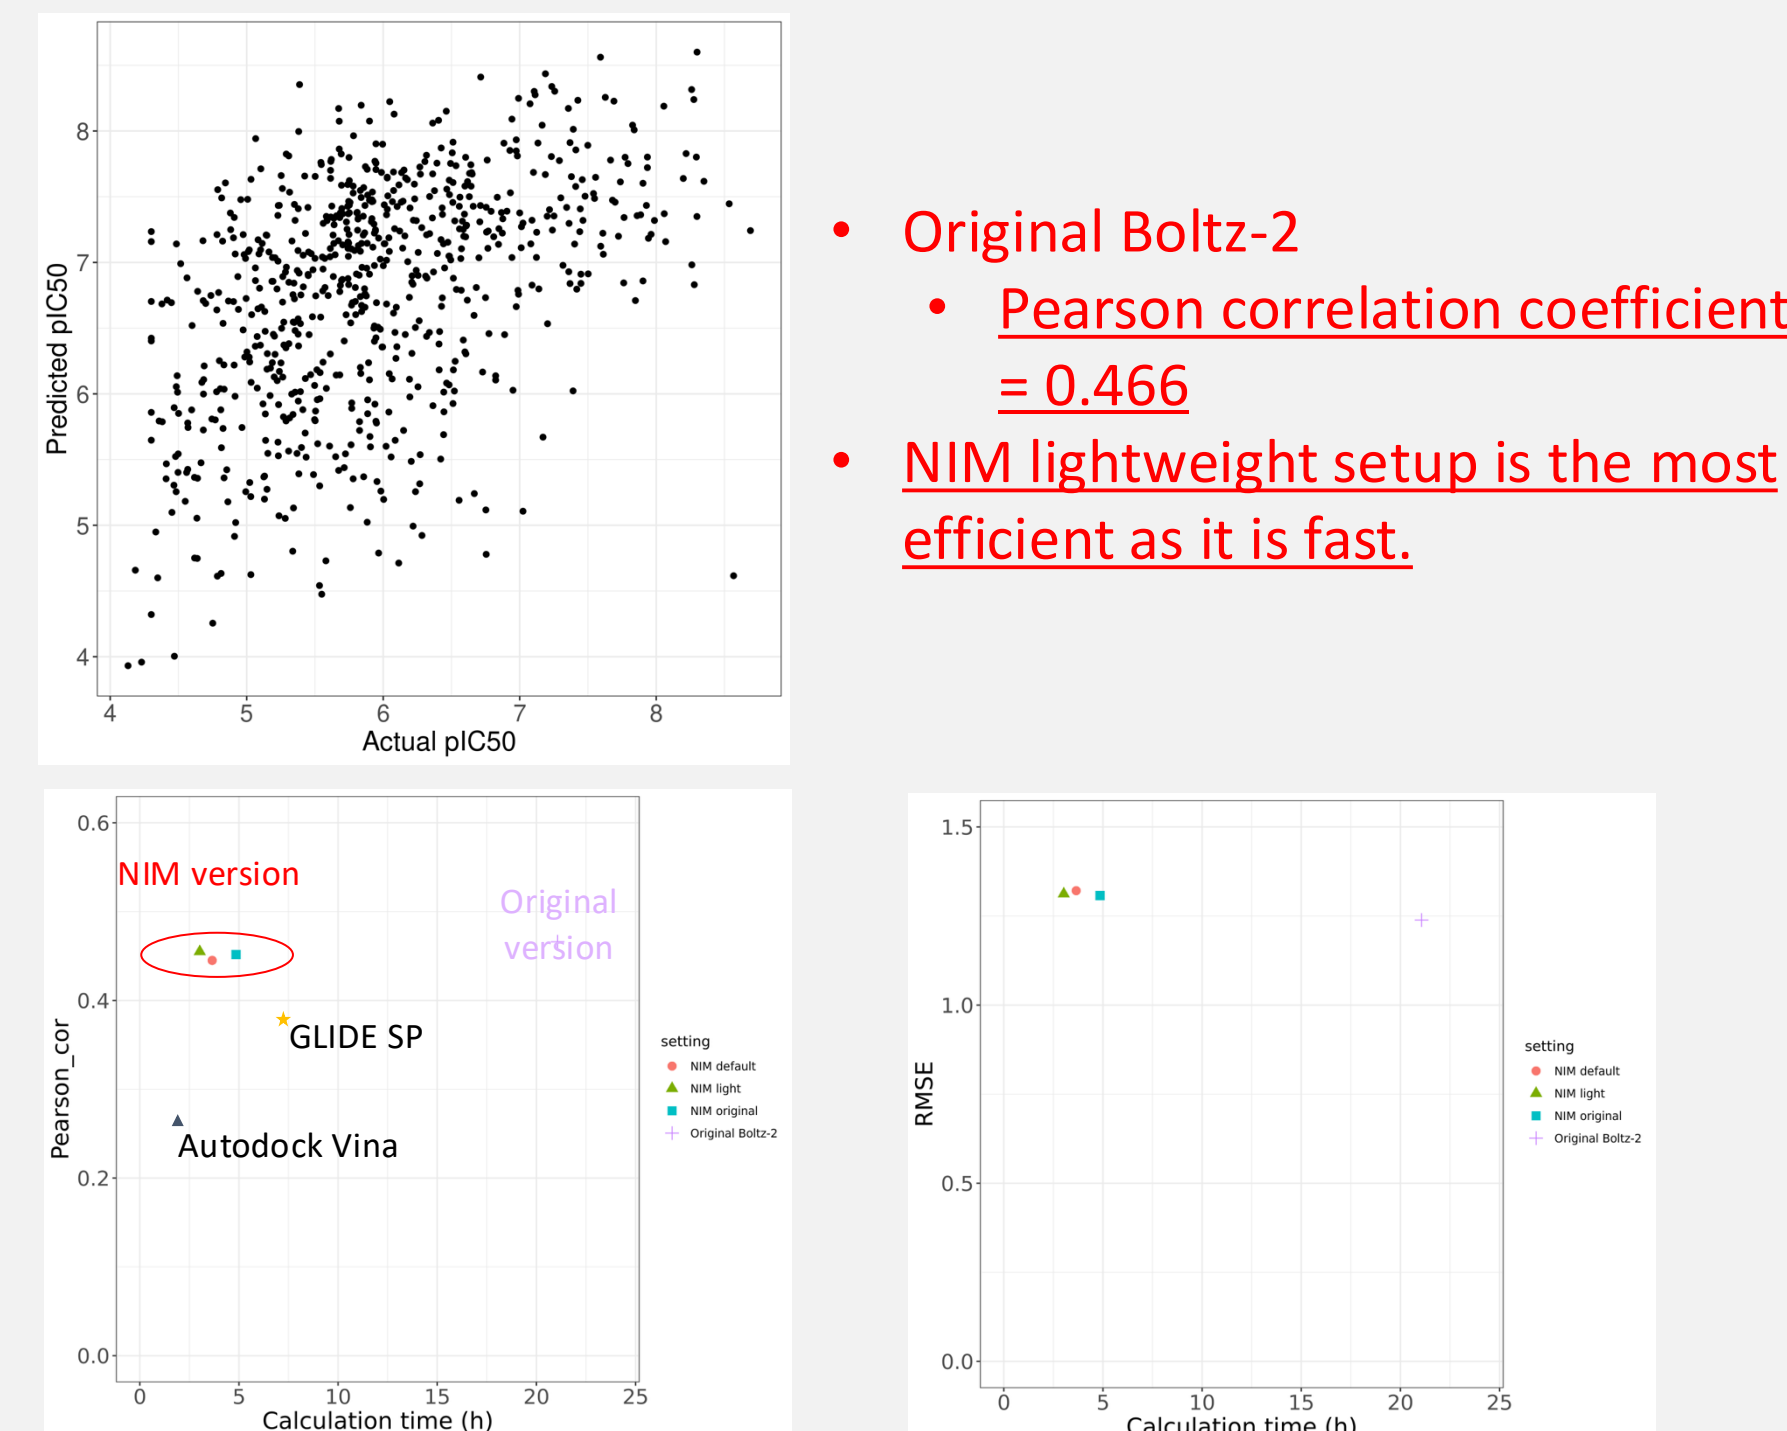 8
7
6
5
4
Predicted pIC50
4 5 6 7 8
Actual pIC50
• Original Boltz-2
• Pearson correlation coefficient
= 0.466
• NIM lightweight setup is the most
efficient as it is fast.
0.6
0.4
0.2
0.0
Pearson_cor
NIM version
Original
version
GLIDE SP
Autodock Vina
0 5 10 15 20 25
Calculation time (h)
setting
NIM default
NIM light
NIM original
Original Boltz-2
1.5
1.0
0.5
0.0
RMSE
0 5 10 15 20 25
Calculation time (h)
setting
NIM default
NIM light
NIM original
Original Boltz-2